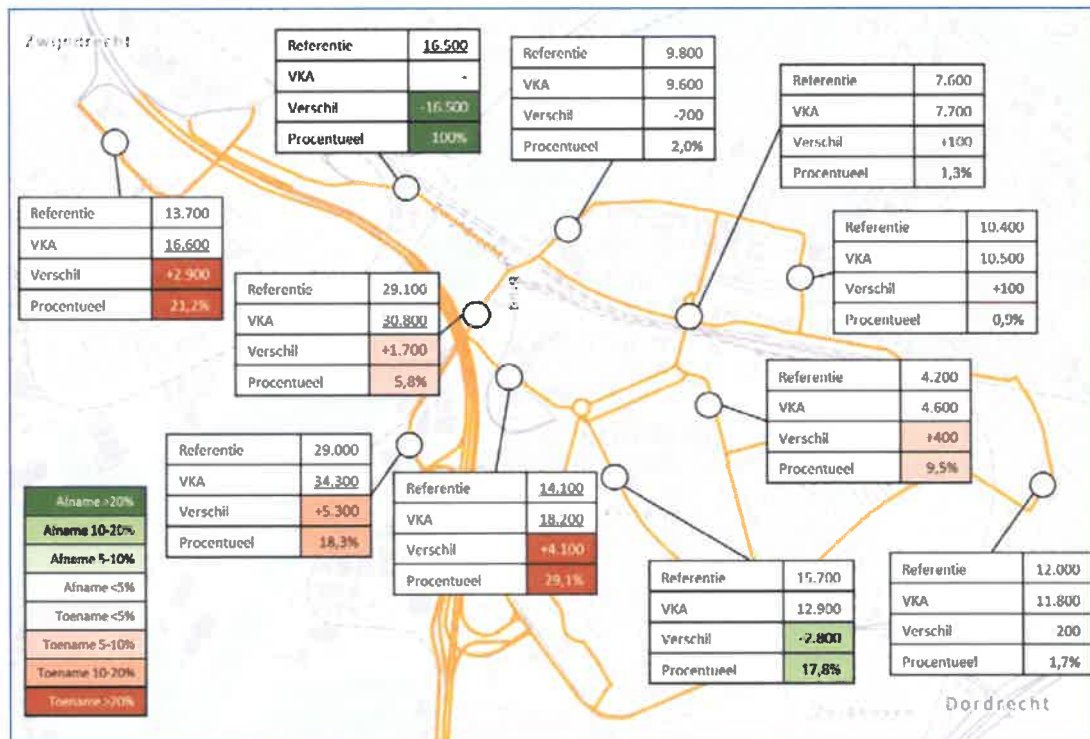 Zwijndrecht
Referentie 16.500
VKA -
Verschil -16.500
Procentueel 100%
Referentie 9.800
VKA 9.600
Verschil -200
Procentueel 2,0%
Referentie 7.600
VKA 7.700
Verschil +100
Procentueel 1,3%
Referentie 13.700
VKA 16.600
Verschil +2.900
Procentueel 21,2%
Referentie 10.400
VKA 10.500
Verschil +100
Procentueel 0,9%
Referentie 29.100
VKA 30.800
Verschil +1.700
Procentueel 5,8%
Referentie 4.200
VKA 4.600
Verschil +400
Procentueel 9,5%
Referentie 29.000
VKA 34.300
Verschil +5.300
Procentueel 18,3%
Referentie 14.100
VKA 18.200
Verschil +4.100
Procentueel 29,1%
Afname >20%
Afname 10-20%
Afname 5-10%
Afname <5%
Toename <5%
Toename 5-10%
Toename 10-20%
Toename >20%
Referentie 15.700
VKA 12.900
Verschil -2.800
Procentueel 17,8%
Referentie 12.000
VKA 11.800
Verschil 200
Procentueel 1,7%
Dordrecht